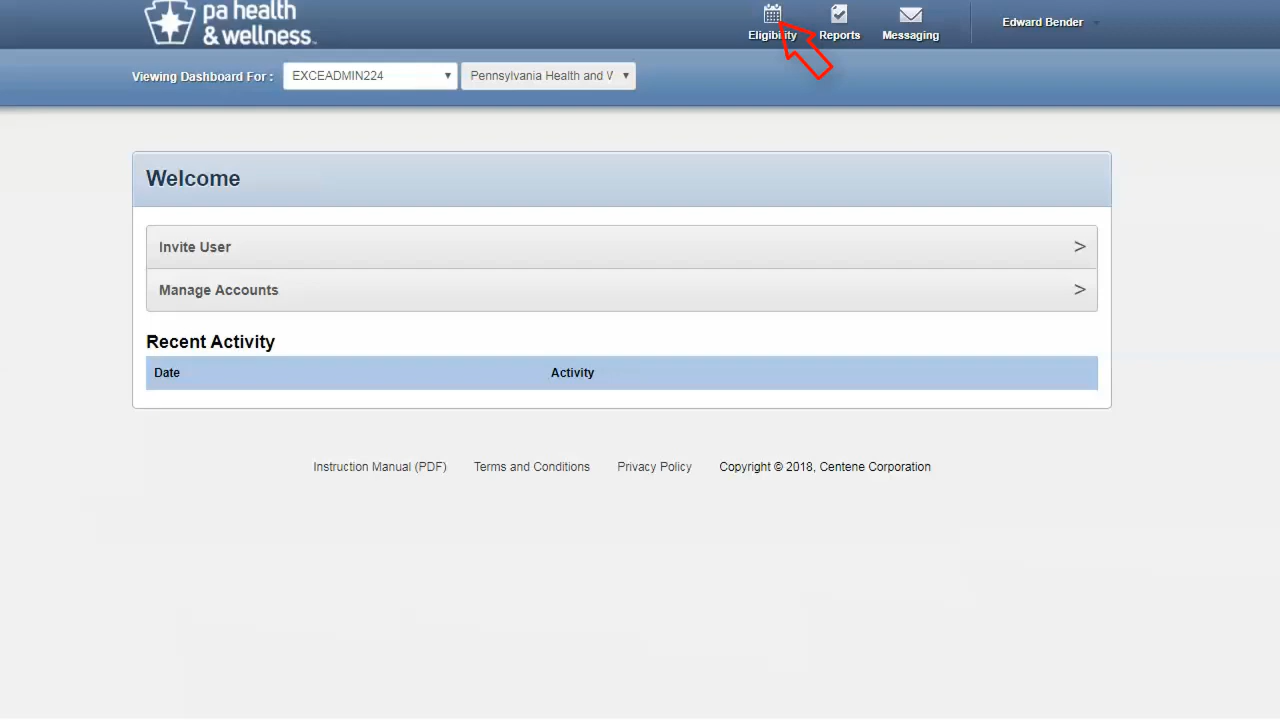 pa health
& wellness™
Eligibility Reports Messaging Edward Bender
Viewing Dashboard For : EXCEADMIN224 Pennsylvania Health and
Welcome
Invite User >
Manage Accounts >
Recent Activity
Date Activity
Instruction Manual (PDF) Terms and Conditions Privacy Policy Copyright © 2018, Centene Corporation